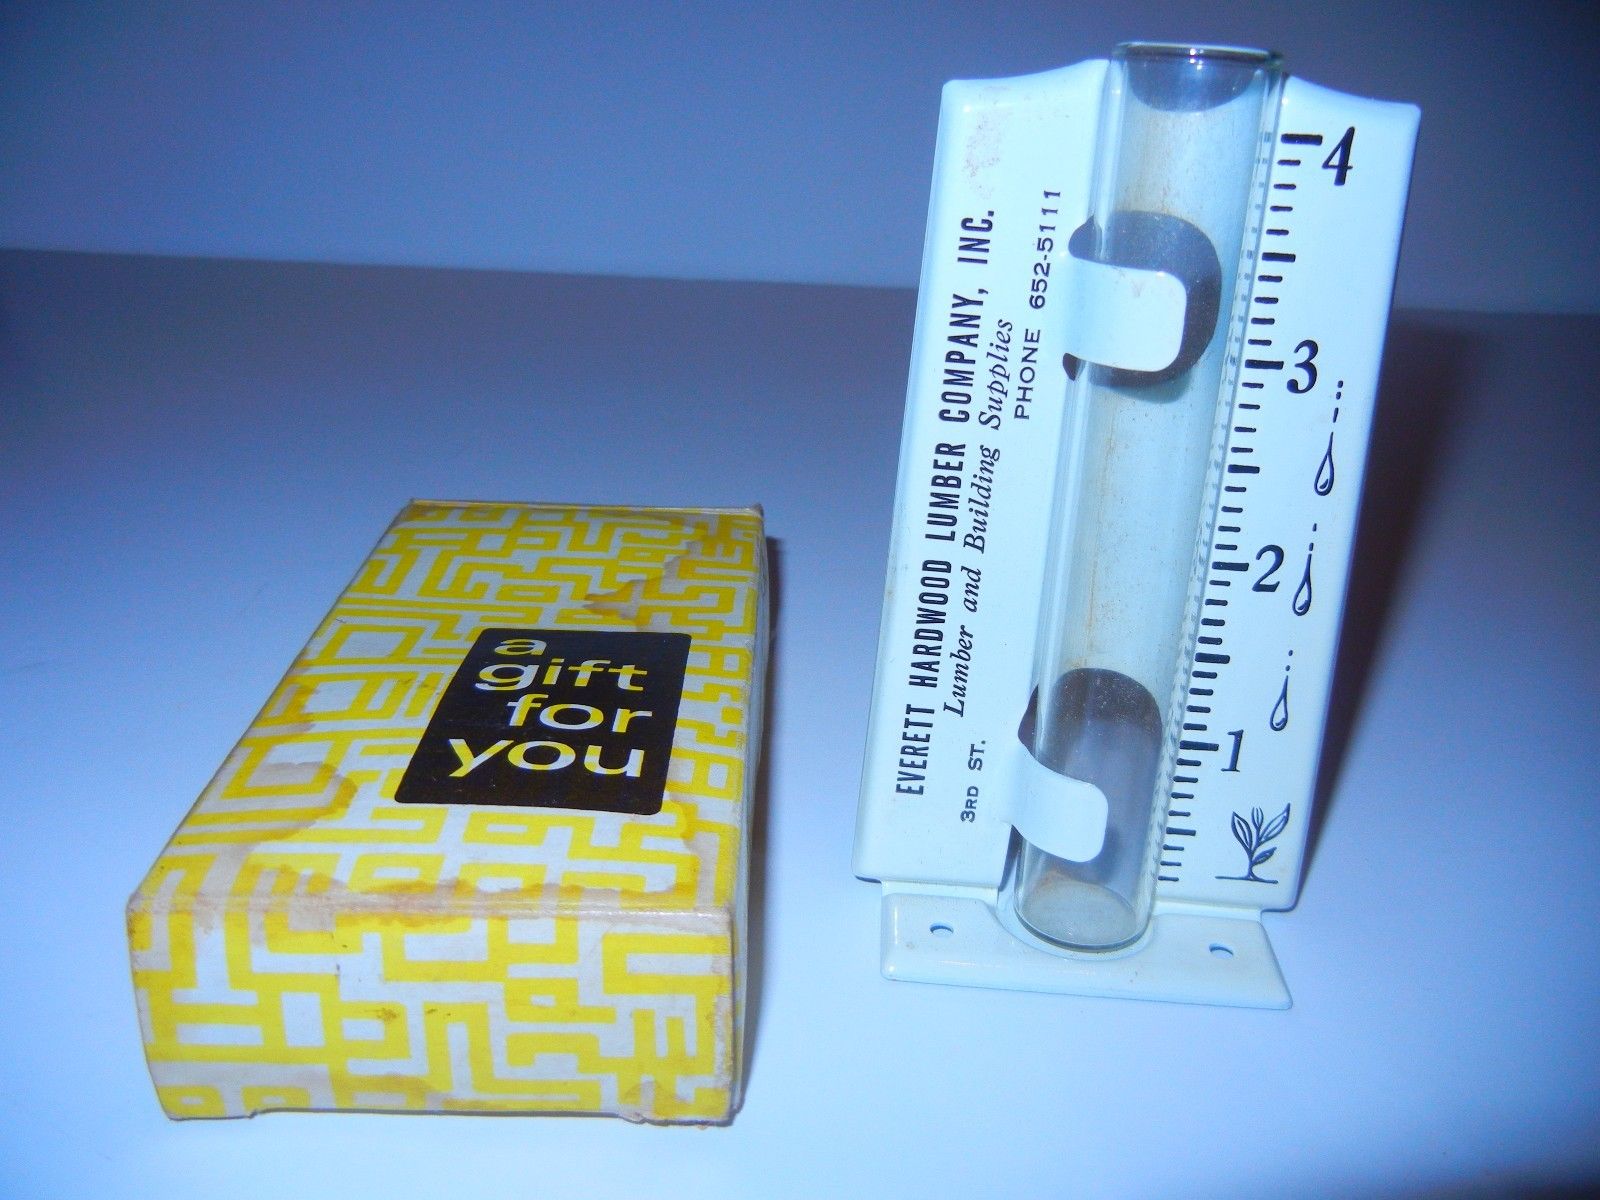 a
gift
for
you
EVERETT HARDWOOD LUMBER COMPANY, INC.
Lumber and Building Supplies
3RD ST. PHONE 652-5111
4
3
2
1